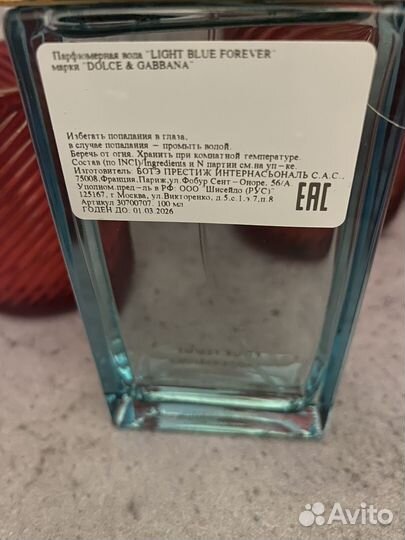 Парфюмерная вода "LIGHT BLUE FOREVER"
марки "DOLCE & GABBANA"
Избегать попадания в глаза,
в случае попадания - промыть водой.
Беречь от огня. Хранить при комнатной температуре.
Состав (по INCI)/Ingredients и N партии см.на уп-ке.
Изготовитель: БОТЭ ПРЕСТИЖ ИНТЕРНАСЬОНАЛЬ С.А.С.,
75008,Франция,Париж,ул.Фобур Сент-Оноре, 56/А
Уполном.пред-ль в РФ: ООО "Шисейдо (РУС)"
125167, г Москва, ул.Викторенко, д.5,с.1,э 7,п.8
Артикул 30700707. 100 мл
ГОДЕН ДО: 01.03.2026
EAC
Avito